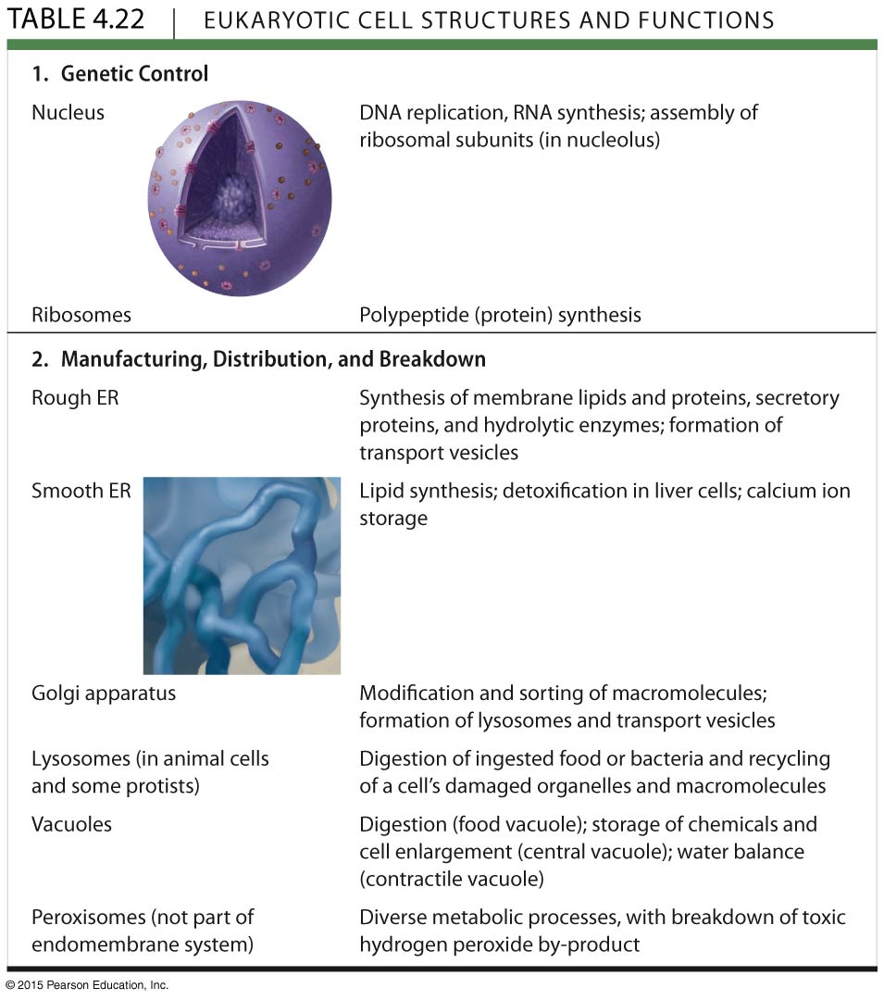 TABLE 4.22 | EUKARYOTIC CELL STRUCTURES AND FUNCTIONS
1. Genetic Control
Nucleus
DNA replication, RNA synthesis; assembly of
ribosomal subunits (in nucleolus)
Ribosomes
Polypeptide (protein) synthesis
2. Manufacturing, Distribution, and Breakdown
Rough ER
Synthesis of membrane lipids and proteins, secretory
proteins, and hydrolytic enzymes; formation of
transport vesicles
Smooth ER
Lipid synthesis; detoxification in liver cells; calcium ion
storage
Golgi apparatus
Modification and sorting of macromolecules;
formation of lysosomes and transport vesicles
Lysosomes (in animal cells
and some protists)
Digestion of ingested food or bacteria and recycling
of a cell’s damaged organelles and macromolecules
Vacuoles
Digestion (food vacuole); storage of chemicals and
cell enlargement (central vacuole); water balance
(contractile vacuole)
Peroxisomes (not part of
endomembrane system)
Diverse metabolic processes, with breakdown of toxic
hydrogen peroxide by-product
© 2015 Pearson Education, Inc.